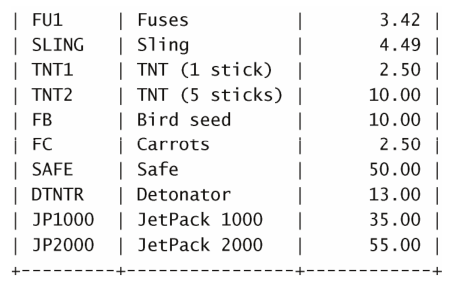 | FU1     | Fuses          |       3.42 |
| SLING   | Sling          |       4.49 |
| TNT1    | TNT (1 stick)  |       2.50 |
| TNT2    | TNT (5 sticks) |      10.00 |
| FB      | Bird seed      |      10.00 |
| FC      | Carrots        |       2.50 |
| SAFE    | Safe           |      50.00 |
| DTNTR   | Detonator      |      13.00 |
| JP1000  | JetPack 1000   |      35.00 |
| JP2000  | JetPack 2000   |      55.00 |
+---------+----------------+------------+